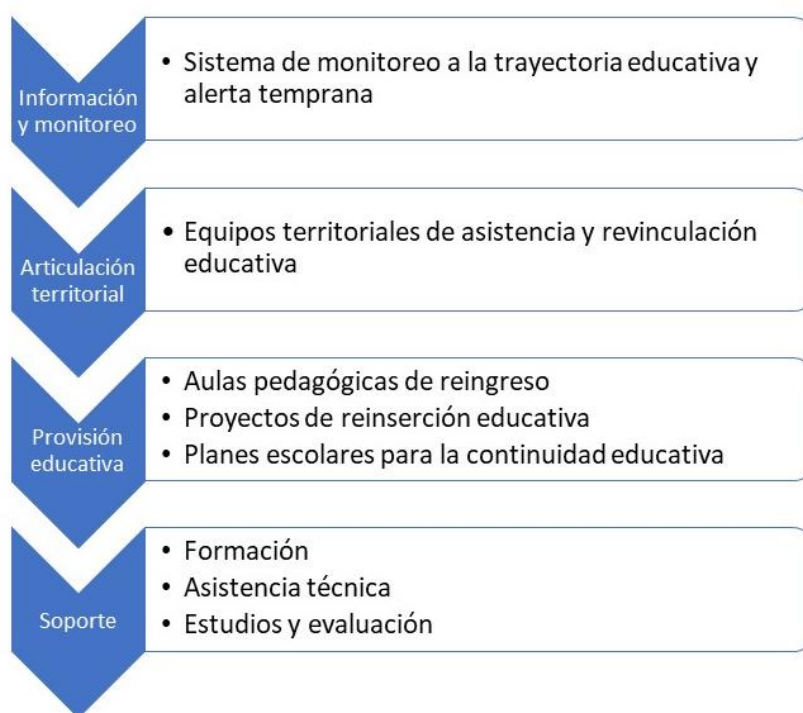 Información
y monitoreo
• Sistema de monitoreo a la trayectoria educativa y
alerta temprana
Articulación
territorial
• Equipos territoriales de asistencia y revinculación
educativa
Provisión
educativa
• Aulas pedagógicas de reingreso
• Proyectos de reinserción educativa
• Planes escolares para la continuidad educativa
Soporte
• Formación
• Asistencia técnica
• Estudios y evaluación